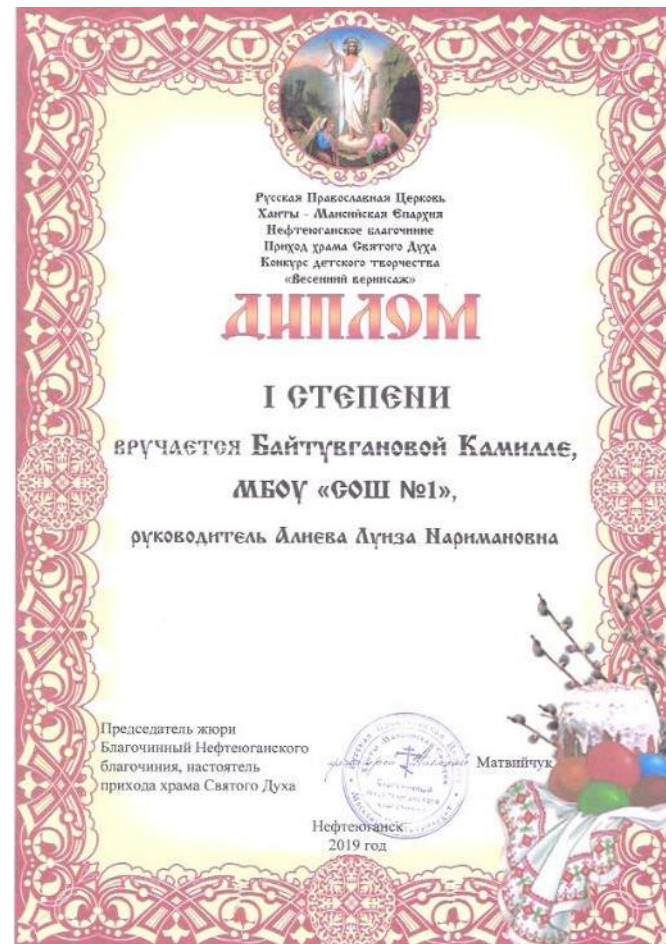 Русская Православная Церковь
Ханты - Мансийская Епархия
Нефтеюганское благочиние
Приход храма Святого Духа
Конкурс детского творчества
«Весенний вернисаж»
ДИПЛОМ
I СТЕПЕНИ
вручается Байтувгановой Камилле,
МБОУ «СОШ №1»,
руководитель Алиева Луиза Наримановна
Председатель жюри
Благочинный Нефтеюганского
благочиния, настоятель
прихода храма Святого Духа
Матвийчук
Нефтеюганск
2019 год